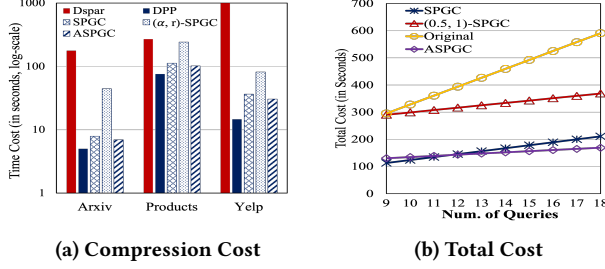 Dspar DPP
SPGC (α, r)-SPGC
ASPGC
Time Cost (in seconds, log-scale)
1000
100
10
1
Arxiv Products Yelp
(a) Compression Cost
SPGC
(0.5, 1)-SPGC
Original
ASPGC
Total Cost (in Seconds)
700
600
500
400
300
200
100
0
9 10 11 12 13 14 15 16 17 18
Num. of Queries
(b) Total Cost